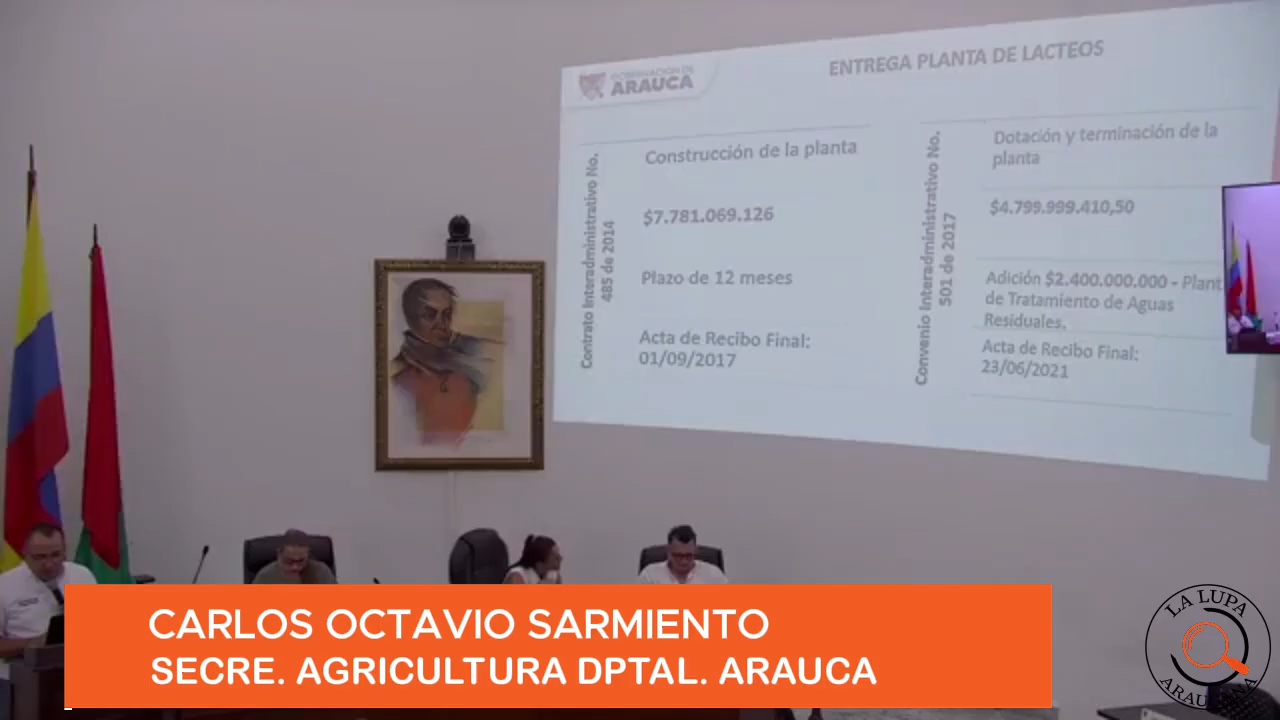 GOBERNACIÓN DE
ARAUCA
ENTREGA PLANTA DE LACTEOS
Contrato Interadministrativo No.
485 de 2014
Construcción de la planta
$7.781.069.126
Plazo de 12 meses
Acta de Recibo Final:
01/09/2017
Convenio Interadministrativo No.
501 de 2017
Dotación y terminación de la
planta
$4.799.999.410,50
Adición $2.400.000.000 - Plant
de Tratamiento de Aguas
Residuales.
Acta de Recibo Final:
23/06/2021
CARLOS OCTAVIO SARMIENTO
SECRE. AGRICULTURA DPTAL. ARAUCA
LA LUPA
ARAUCANA